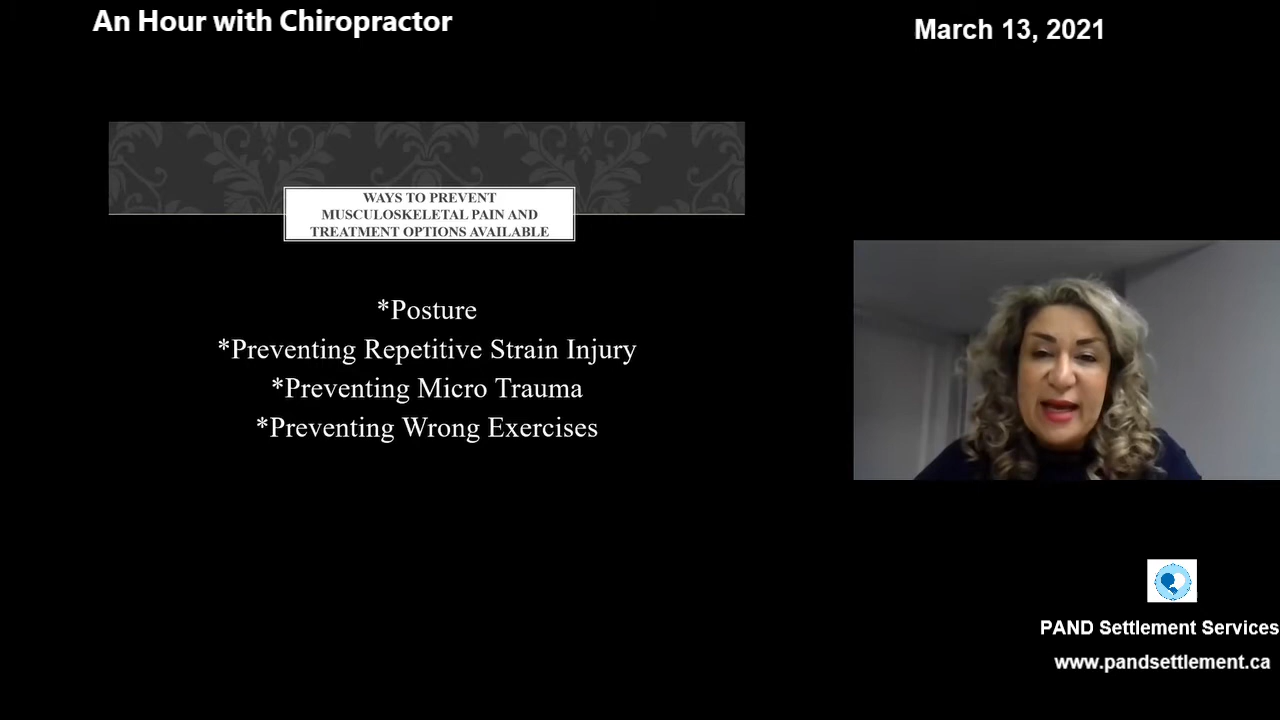 An Hour with Chiropractor
March 13, 2021
WAYS TO PREVENT
MUSCULOSKELETAL PAIN AND
TREATMENT OPTIONS AVAILABLE
*Posture
*Preventing Repetitive Strain Injury
*Preventing Micro Trauma
*Preventing Wrong Exercises
PAND Settlement Services
www.pandsettlement.ca